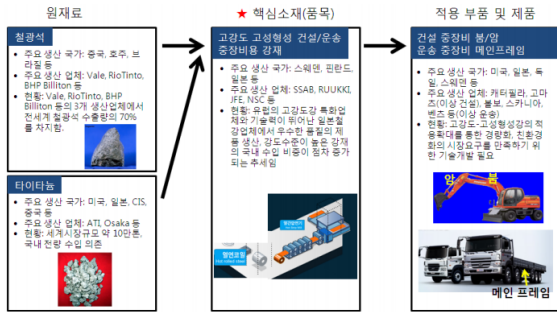 원재료
★ 핵심소재(품목)
적용 부품 및 제품
철광석
• 주요 생산 국가: 중국, 호주, 브
라질 등
• 주요 생산 업체: Vale, RioTinto,
BHP Billiton 등
• 현황: Vale, RioTinto, BHP
Billiton 등의 3개 생산업체에서
전세계 철광석 수출량의 70%
를 차지함.
타이타늄
• 주요 생산 국가: 미국, 일본, CIS,
중국 등
• 주요 생산 업체: ATI, Osaka 등
• 현황: 세계시장규모 약 10만톤,
국내 전량 수입 의존
고강도 고성형성 건설/운송
중장비용 강재
• 주요 생산 국가: 스웨덴, 핀란드,
일본 등
• 주요 생산 업체: SSAB, RUUKKI,
JFE, NSC 등
• 현황: 유럽의 고강도강 특화업
체와 기술력이 뛰어난 일본철
강업체에서 우수한 품질의 제
품 생산, 강도수준이 높은 강재
의 국내 수입 비중이 점차 증가
되는 추세임
열연코일
건설 중장비 붐/암
운송 중장비 메인프레임
• 주요 생산 국가: 미국, 일본, 독
일, 스웨덴 등
• 주요 생산 업체: 캐터필라, 고마
즈(이상 건설), 볼보, 스카니아,
벤츠 등(이상 운송)
• 현황: 고강도-고성형성강의 적
용확대를 통한 경량화, 친환경
화의 시장요구를 만족하기 위
한 기술개발 필요
암 붐
메인 프레임